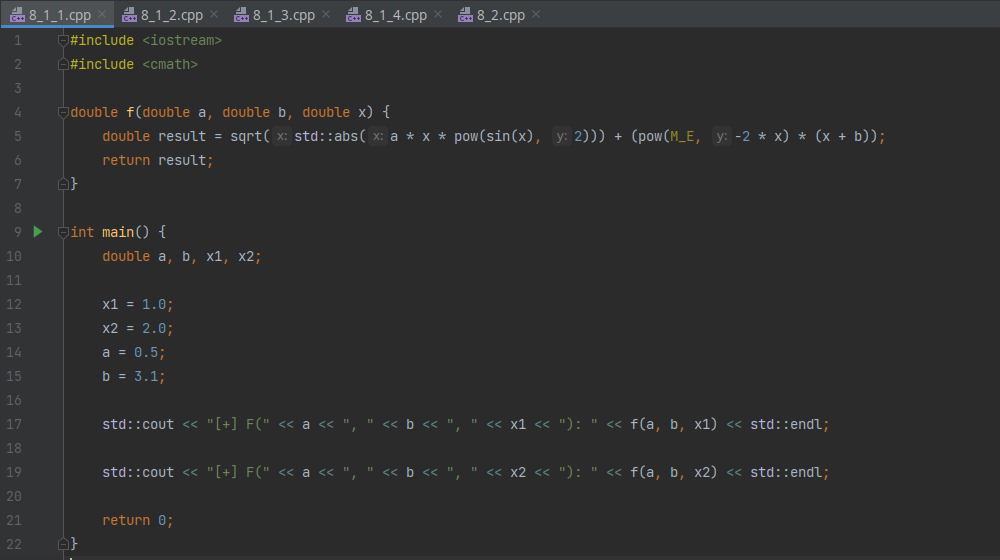 8_1_1.cpp 8_1_2.cpp 8_1_3.cpp 8_1_4.cpp 8_2.cpp
1 #include <iostream>
2 #include <cmath>
3
4 double f(double a, double b, double x) {
5     double result = sqrt( x: std::abs( x: a * x * pow(sin(x), y: 2))) + (pow(M_E, y: -2 * x) * (x + b));
6     return result;
7 }
8
9 int main() {
10     double a, b, x1, x2;
11
12     x1 = 1.0;
13     x2 = 2.0;
14     a = 0.5;
15     b = 3.1;
16
17     std::cout << "[+] F(" << a << ", " << b << ", " << x1 << "): " << f(a, b, x1) << std::endl;
18
19     std::cout << "[+] F(" << a << ", " << b << ", " << x2 << "): " << f(a, b, x2) << std::endl;
20
21     return 0;
22 }